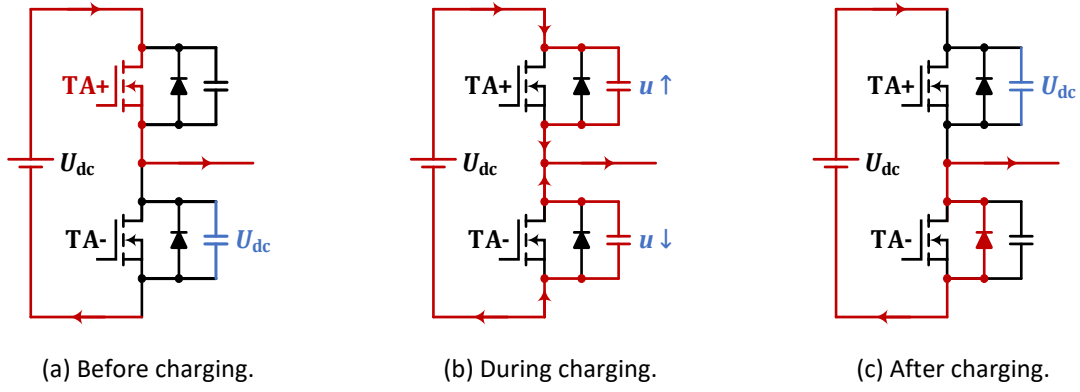 TA+
U_dc
TA-
U_dc
(a) Before charging.
TA+
u ↑
U_dc
TA-
u ↓
(b) During charging.
TA+
U_dc
U_dc
TA-
(c) After charging.